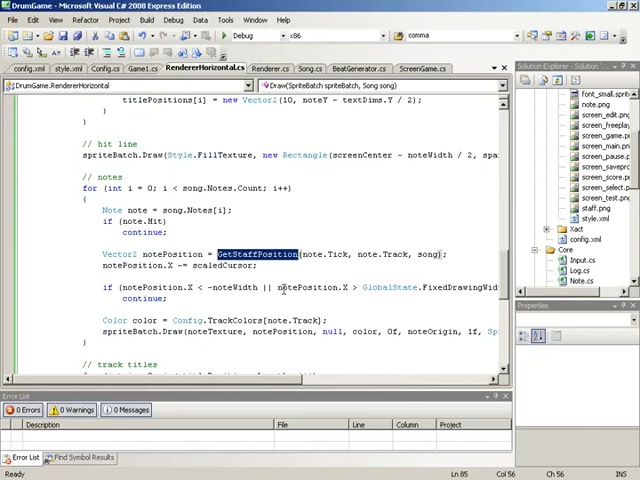 DrumGame - Microsoft Visual C# 2008 Express Edition
File Edit View Refactor Project Build Debug Data Tools Window Help
Debug x86 comma
config.xml style.xml Config.cs Game1.cs RendererHorizontal.cs Renderer.cs Song.cs BeatGenerator.cs ScreenGame.cs
DrumGame.RendererHorizontal Draw(SpriteBatch spriteBatch, Song song)
titlePositions[i] = new Vector2(10, noteY - textDims.Y / 2);
}
}
// hit line
spriteBatch.Draw(Style.FillTexture, new Rectangle(screenCenter - noteWidth / 2, spa
// notes
for (int i = 0; i < song.Notes.Count; i++)
{
Note note = song.Notes[i];
if (note.Hit)
continue;
Vector2 notePosition = GetStaffPosition(note.Tick, note.Track, song);
notePosition.X -= scaledCursor;
if (notePosition.X < -noteWidth || notePosition.X > GlobalState.FixedDrawingWid
continue;
Color color = Config.TrackColors[note.Track];
spriteBatch.Draw(noteTexture, notePosition, null, color, 0f, noteOrigin, 1f, Sp
}
// track titles
Solution Explorer - Solution ...
font_small.spritefont
note.png
screen_edit.png
screen_freeplay
screen_game.pn
screen_main.pn
screen_pause.p
screen_savepro
screen_score.p
screen_select.p
screen_test.pn
staff.png
style.xml
Xact
config.xml
Core
Input.cs
Log.cs
Note.cs
Properties
Error List
0 Errors 0 Warnings 0 Messages
Description File Line Column Project
Error List Find Symbol Results
Ready Ln 85 Col 56 Ch 56 INS